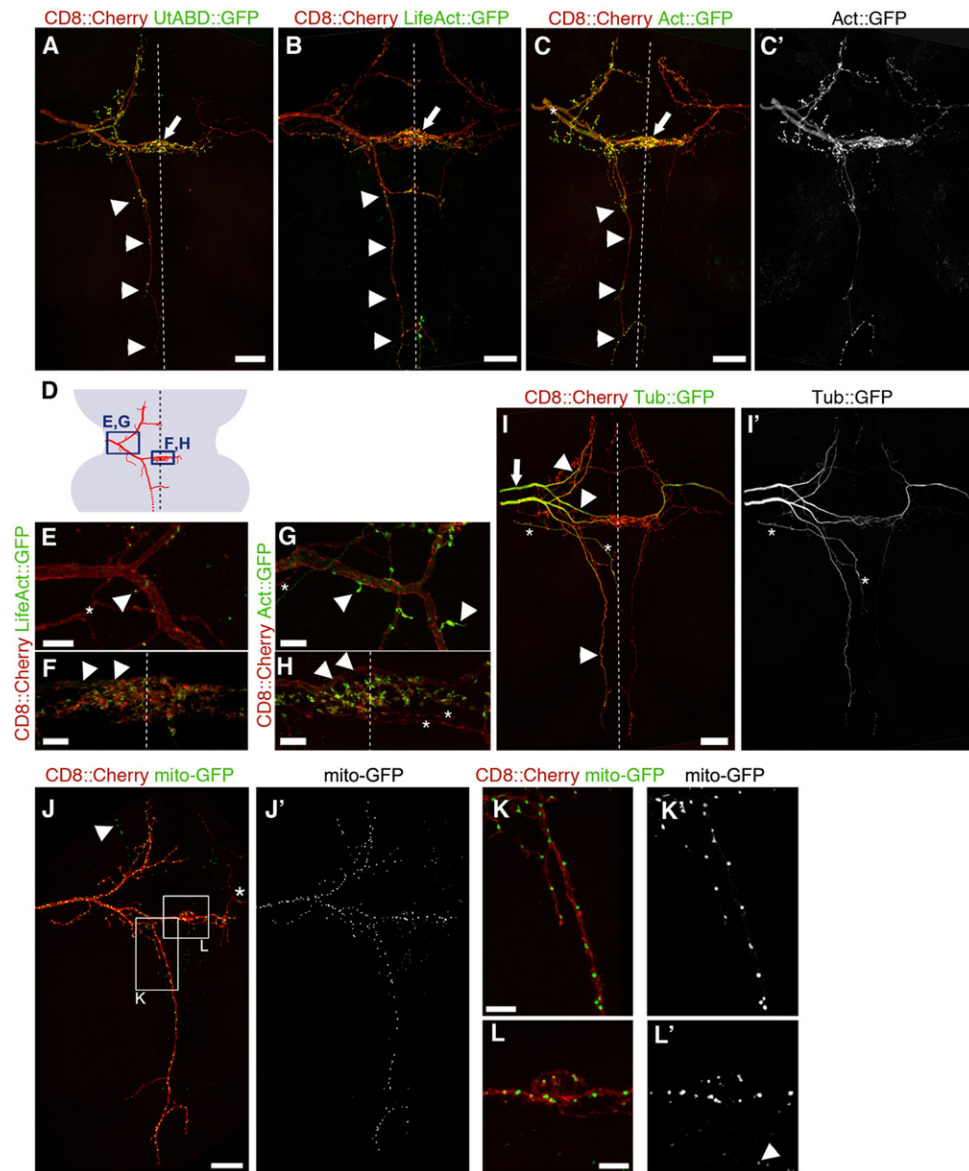 CD8::Cherry UtABD::GFP
CD8::Cherry LifeAct::GFP
CD8::Cherry Act::GFP
Act::GFP
A
B
C
C'
D
E,G
F,H
CD8::Cherry Tub::GFP
Tub::GFP
I
I'
CD8::Cherry LifeAct::GFP
E
F
CD8::Cherry Act::GFP
G
H
CD8::Cherry mito-GFP
mito-GFP
CD8::Cherry mito-GFP
mito-GFP
J
K
L
J'
K
K'
L
L'